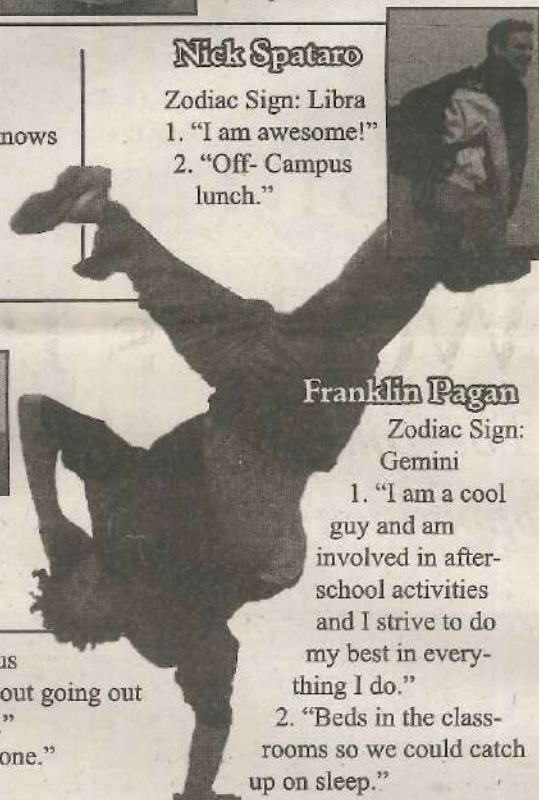 Nick Spataro
Zodiac Sign: Libra
1. “I am awesome!”
2. “Off- Campus
lunch.”
nows
Franklin Pagan
Zodiac Sign:
Gemini
1. “I am a cool
guy and am
involved in after-
school activities
and I strive to do
my best in every-
thing I do.”
2. “Beds in the class-
rooms so we could catch
up on sleep.”
us
out going out
”
one.”